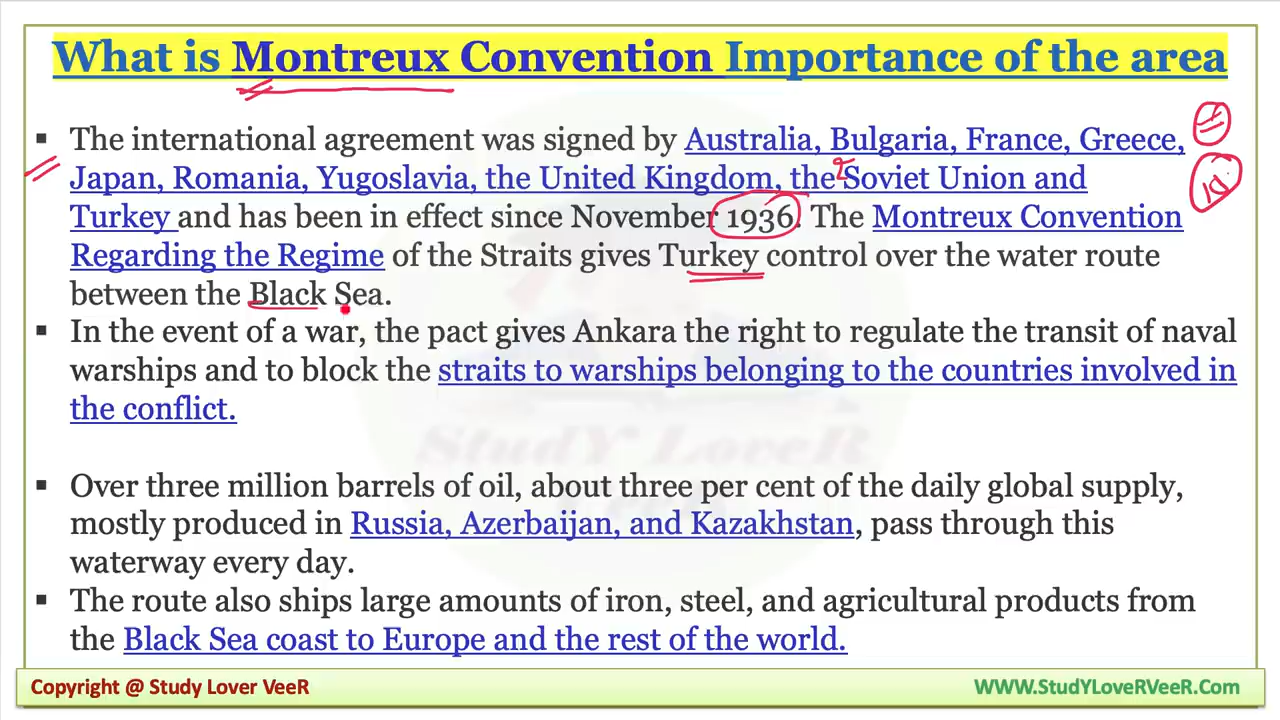 What is Montreux Convention Importance of the area
▪ The international agreement was signed by Australia, Bulgaria, France, Greece,
Japan, Romania, Yugoslavia, the United Kingdom, the Soviet Union and
Turkey and has been in effect since November 1936. The Montreux Convention
Regarding the Regime of the Straits gives Turkey control over the water route
between the Black Sea.
▪ In the event of a war, the pact gives Ankara the right to regulate the transit of naval
warships and to block the straits to warships belonging to the countries involved in
the conflict.
▪ Over three million barrels of oil, about three per cent of the daily global supply,
mostly produced in Russia, Azerbaijan, and Kazakhstan, pass through this
waterway every day.
▪ The route also ships large amounts of iron, steel, and agricultural products from
the Black Sea coast to Europe and the rest of the world.
StudY LoveR
Copyright @ Study Lover VeeR
WWW.StudYLoveRVeeR.Com